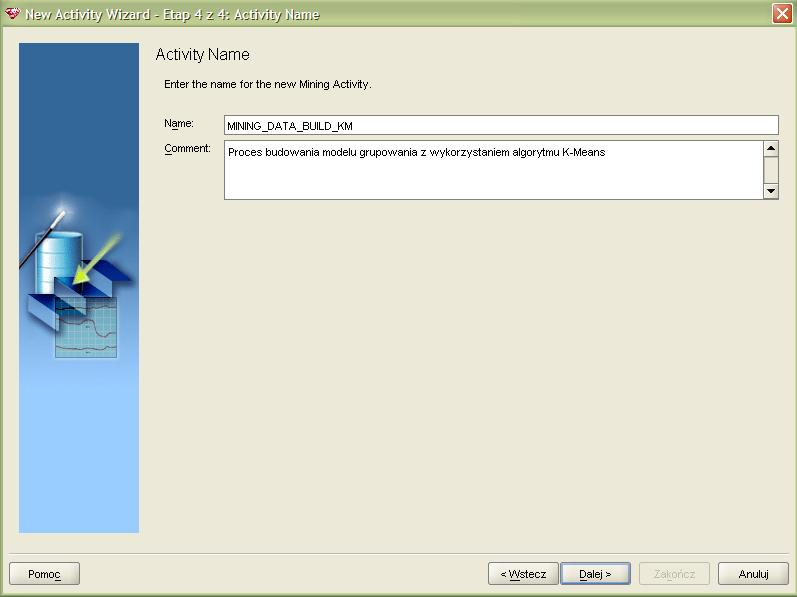 New Activity Wizard - Etap 4 z 4: Activity Name
Activity Name
Enter the name for the new Mining Activity.
Name: MINING_DATA_BUILD_KM
Comment: Proces budowania modelu grupowania z wykorzystaniem algorytmu K-Means
Pomoc < Wstecz Dalej > Zakończ Anuluj